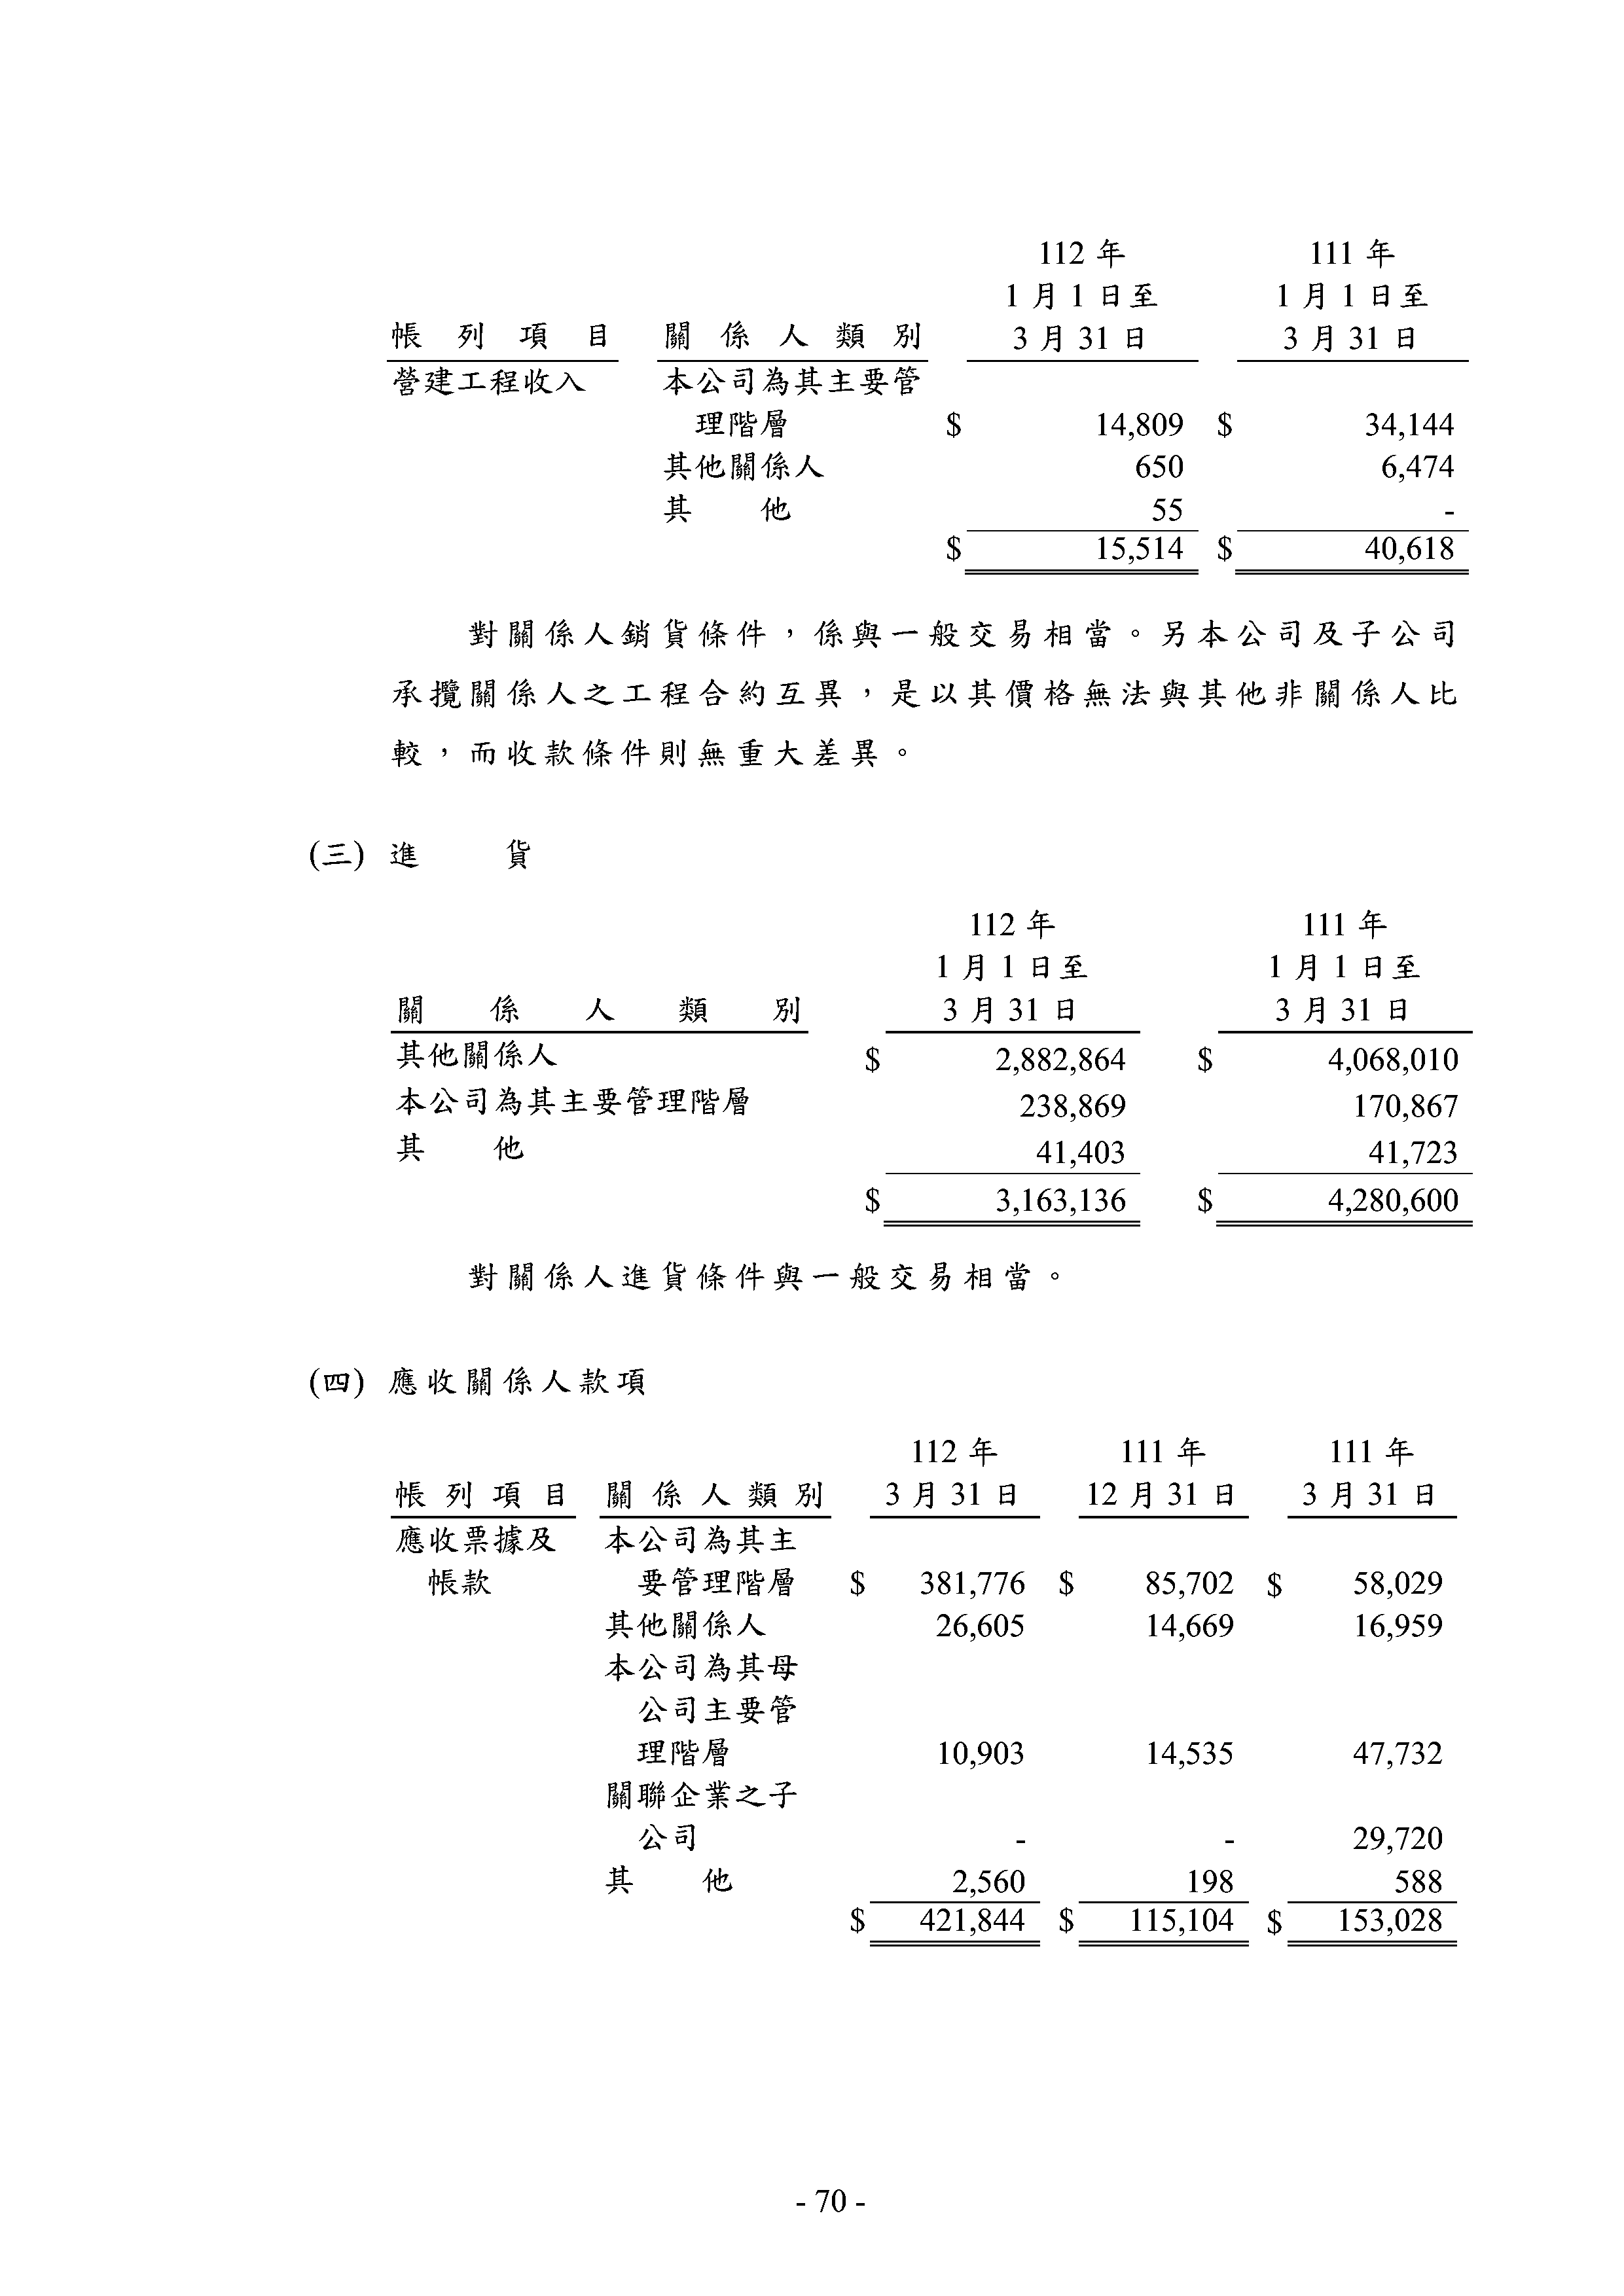 112 年 111 年
1 月 1 日至 1 月 1 日至
帳列項目 關係人類別 3 月 31 日 3 月 31 日
營建工程收入 本公司為其主要管
理階層 $ 14,809 $ 34,144
其他關係人 650 6,474
其 他 55 -
$ 15,514 $ 40,618
對關係人銷貨條件，係與一般交易相當。另本公司及子公司
承攬關係人之工程合約互異，是以其價格無法與其他非關係人比
較，而收款條件則無重大差異。
(三) 進 貨
112 年 111 年
1 月 1 日至 1 月 1 日至
關係人類別 3 月 31 日 3 月 31 日
其他關係人 $ 2,882,864 $ 4,068,010
本公司為其主要管理階層 238,869 170,867
其 他 41,403 41,723
$ 3,163,136 $ 4,280,600
對關係人進貨條件與一般交易相當。
(四) 應收關係人款項
112 年 111 年 111 年
帳列項目 關係人類別 3 月 31 日 12 月 31 日 3 月 31 日
應收票據及 本公司為其主
帳款 要管理階層 $ 381,776 $ 85,702 $ 58,029
其他關係人 26,605 14,669 16,959
本公司為其母
公司主要管
理階層 10,903 14,535 47,732
關聯企業之子
公司 - - 29,720
其 他 2,560 198 588
$ 421,844 $ 115,104 $ 153,028
- 70 -